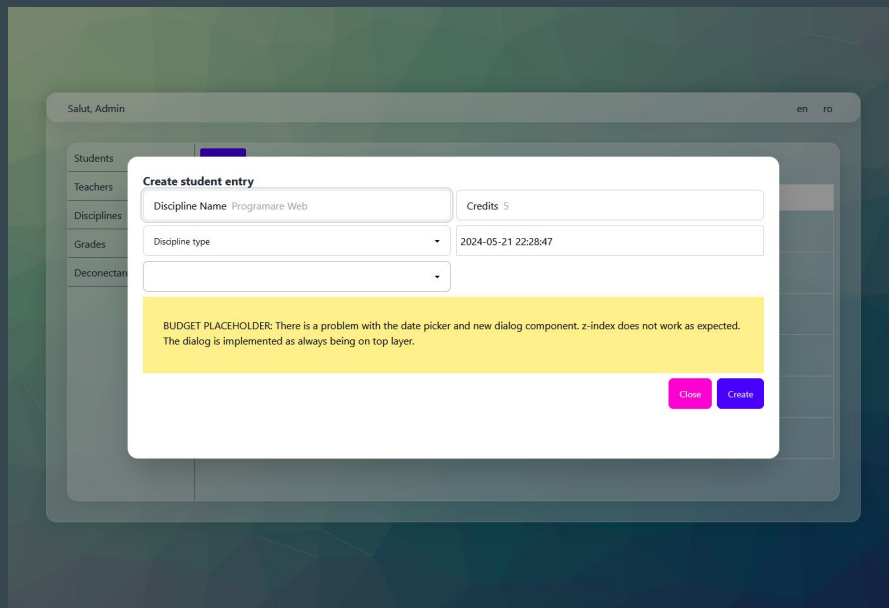 Salut, Admin
en ro
Students
Teachers
Disciplines
Grades
Deconectare
Create student entry
Discipline Name Programare Web
Credits 5
Discipline type
2024-05-21 22:28:47
BUDGET PLACEHOLDER: There is a problem with the date picker and new dialog component. z-index does not work as expected.
The dialog is implemented as always being on top layer.
Close
Create